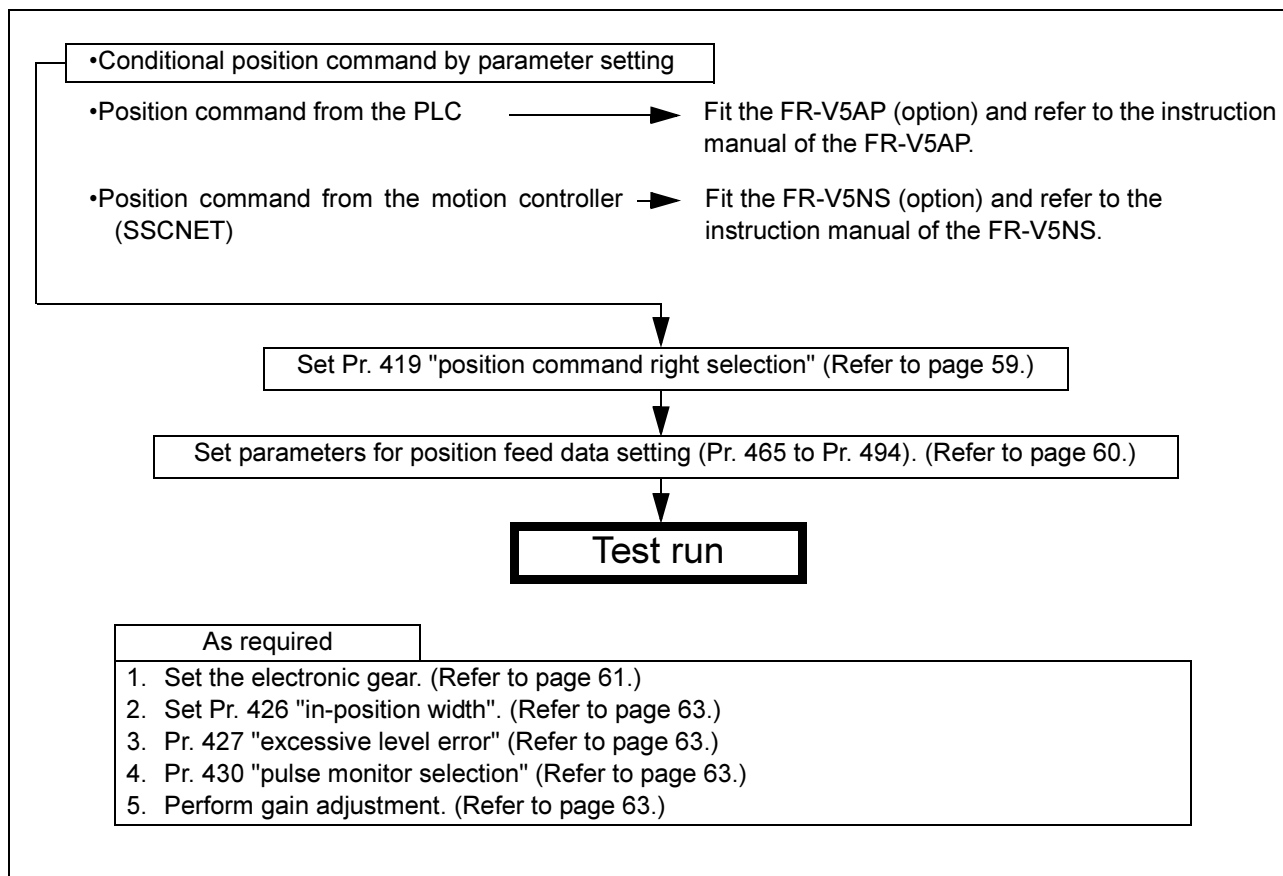 •Conditional position command by parameter setting
•Position command from the PLC
Fit the FR-V5AP (option) and refer to the instruction
manual of the FR-V5AP.
•Position command from the motion controller
(SSCNET)
Fit the FR-V5NS (option) and refer to the
instruction manual of the FR-V5NS.
Set Pr. 419 "position command right selection" (Refer to page 59.)
Set parameters for position feed data setting (Pr. 465 to Pr. 494). (Refer to page 60.)
Test run
As required
1. Set the electronic gear. (Refer to page 61.)
2. Set Pr. 426 "in-position width". (Refer to page 63.)
3. Pr. 427 "excessive level error" (Refer to page 63.)
4. Pr. 430 "pulse monitor selection" (Refer to page 63.)
5. Perform gain adjustment. (Refer to page 63.)